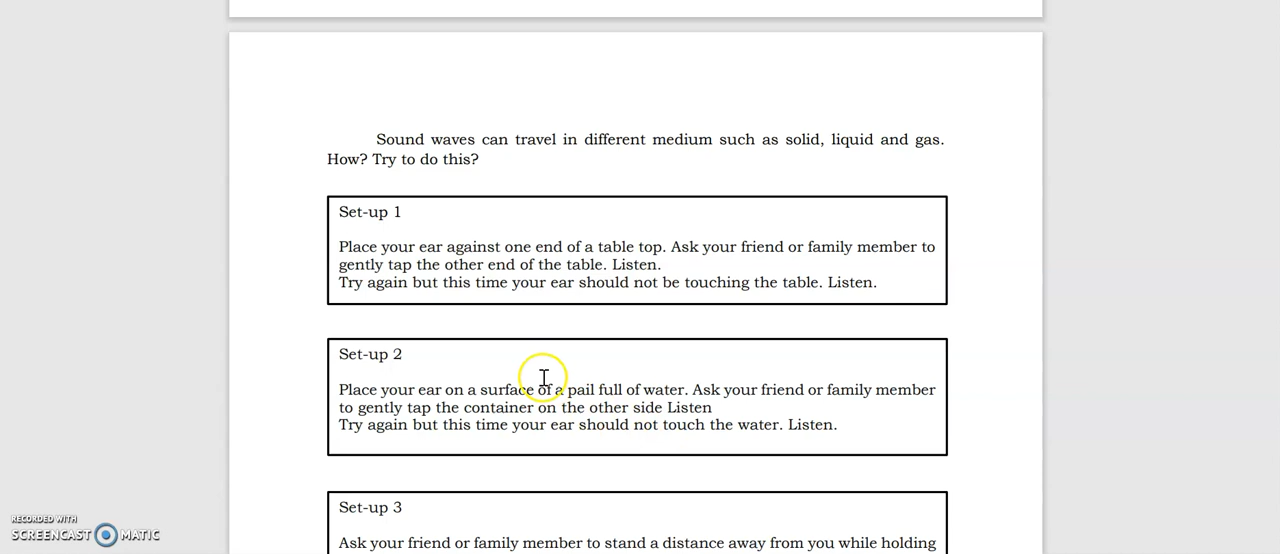 Sound waves can travel in different medium such as solid, liquid and gas.
How? Try to do this?
Set-up 1
Place your ear against one end of a table top. Ask your friend or family member to
gently tap the other end of the table. Listen.
Try again but this time your ear should not be touching the table. Listen.
Set-up 2
Place your ear on a surface of a pail full of water. Ask your friend or family member
to gently tap the container on the other side Listen
Try again but this time your ear should not touch the water. Listen.
Set-up 3
Ask your friend or family member to stand a distance away from you while holding
RECORDED WITH
SCREENCAST MATIC